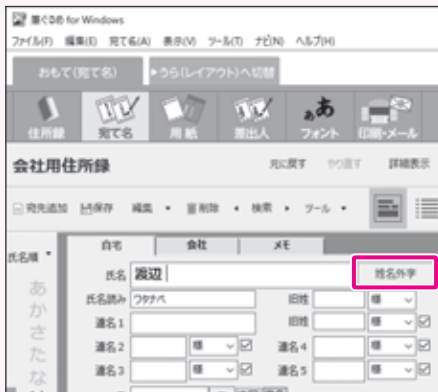 筆ぐるめ for Windows
ファイル(F) 編集(E) 宛て名(A) 表示(V) ツール(T) ナビ(N) ヘルプ(H)
おもて(宛て名) ▶うら(レイアウト)へ切替
住所録 宛て名 用紙 差出人 フォント 印刷・メール
会社用住所録 元に戻す やり直す 詳細表示
宛先追加 保存 編集 削除 検索 ツール
自宅 会社 メモ
氏名順
氏名 渡辺 姓名外字
あ 氏名読み ワタナベ 旧姓 様
か 連名1 旧姓 様
さ 連名2 様 連名4 様
た 連名3 様 連名5 様
な